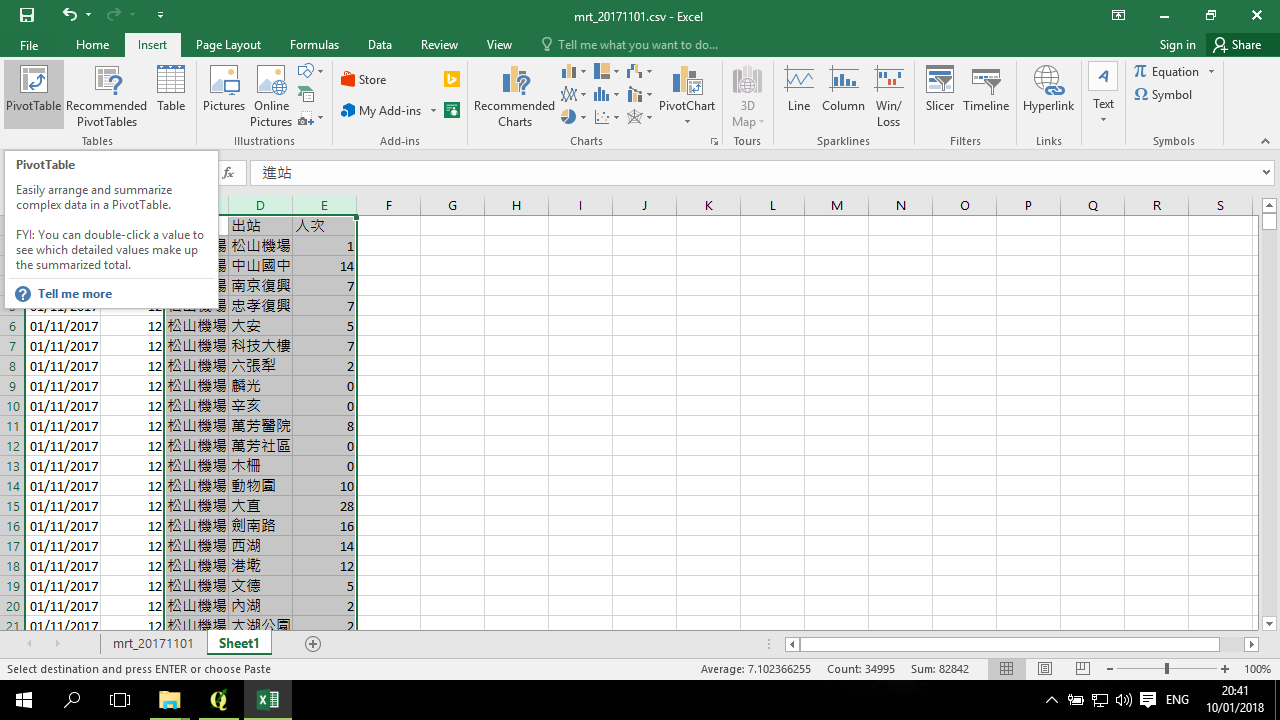 mrt_20171101.csv - Excel
File Home Insert Page Layout Formulas Data Review View Tell me what you want to do... Sign in Share
PivotTable
Recommended PivotTables
Table
Tables
Pictures
Online Pictures
Illustrations
Store
My Add-ins
Add-ins
Recommended Charts
PivotChart
Charts
3D Map
Line
Column
Win/ Loss
Sparklines
Slicer
Timeline
Filters
Hyperlink
Links
Text
Equation
Symbol
Symbols
PivotTable
Easily arrange and summarize
complex data in a PivotTable.
FYI: You can double-click a value to
see which detailed values make up
the summarized total.
Tell me more
fx 進站
D E F G H I J K L M N O P Q R S
出站 人次
場 松山機場 1
場 中山國中 14
場 南京復興 7
5 01/11/2017 12 松山機場 忠孝復興 7
6 01/11/2017 12 松山機場 大安 5
7 01/11/2017 12 松山機場 科技大樓 7
8 01/11/2017 12 松山機場 六張犁 2
9 01/11/2017 12 松山機場 麟光 0
10 01/11/2017 12 松山機場 辛亥 0
11 01/11/2017 12 松山機場 萬芳醫院 8
12 01/11/2017 12 松山機場 萬芳社區 0
13 01/11/2017 12 松山機場 木柵 0
14 01/11/2017 12 松山機場 動物園 10
15 01/11/2017 12 松山機場 大直 28
16 01/11/2017 12 松山機場 劍南路 16
17 01/11/2017 12 松山機場 西湖 14
18 01/11/2017 12 松山機場 港墘 12
19 01/11/2017 12 松山機場 文德 5
20 01/11/2017 12 松山機場 內湖 2
21 01/11/2017 12 松山機場 大湖公園 2
mrt_20171101 Sheet1
Select destination and press ENTER or choose Paste Average: 7.102366255 Count: 34995 Sum: 82842 100%
ENG
20:41
10/01/2018